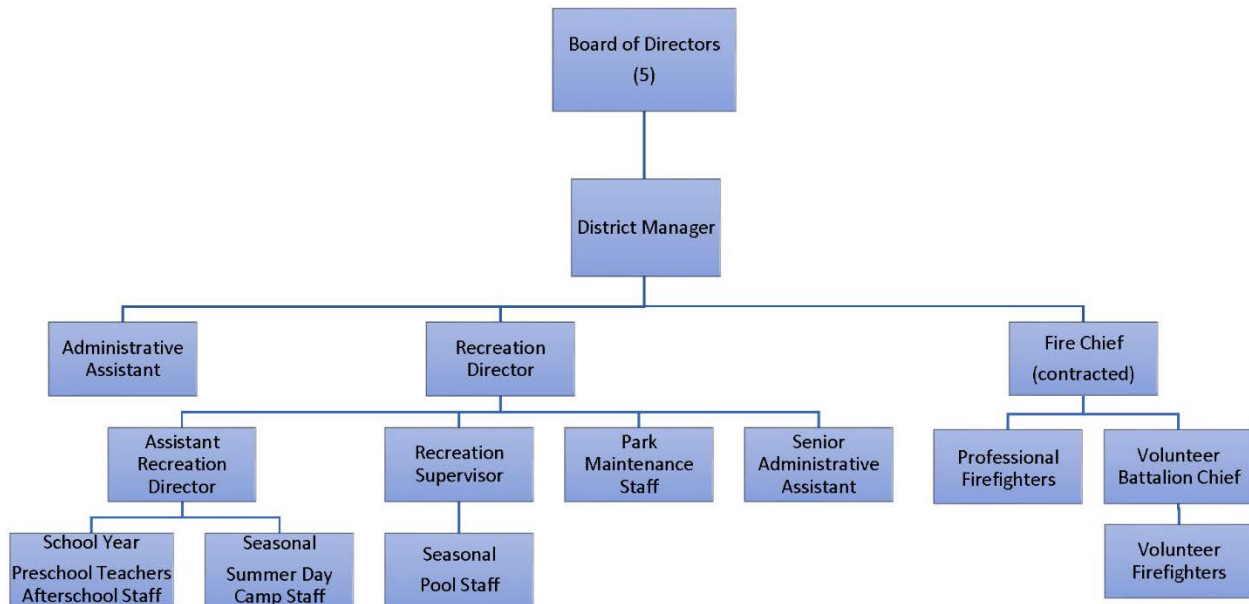 Board of Directors
(5)
District Manager
Administrative
Assistant
Recreation
Director
Fire Chief
(contracted)
Assistant
Recreation
Director
Recreation
Supervisor
Park
Maintenance
Staff
Senior
Administrative
Assistant
Professional
Firefighters
Volunteer
Battalion Chief
School Year
Preschool Teachers
Afterschool Staff
Seasonal
Summer Day
Camp Staff
Seasonal
Pool Staff
Volunteer
Firefighters